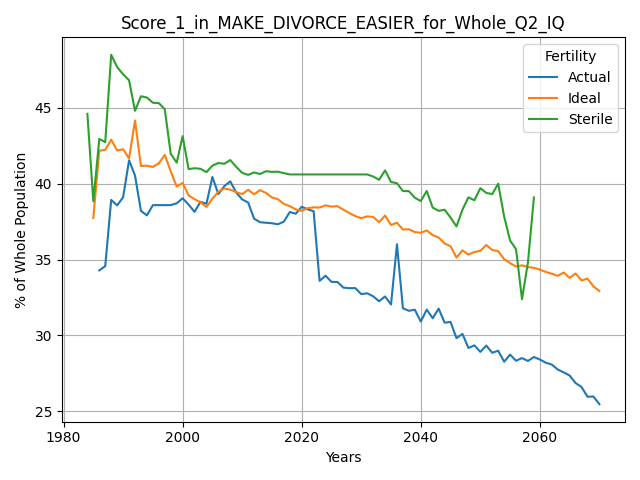 Score_1_in_MAKE_DIVORCE_EASIER_for_Whole_Q2_IQ
Fertility
Actual
Ideal
Sterile
% of Whole Population
45
40
35
30
25
1980
2000
2020
2040
2060
Years